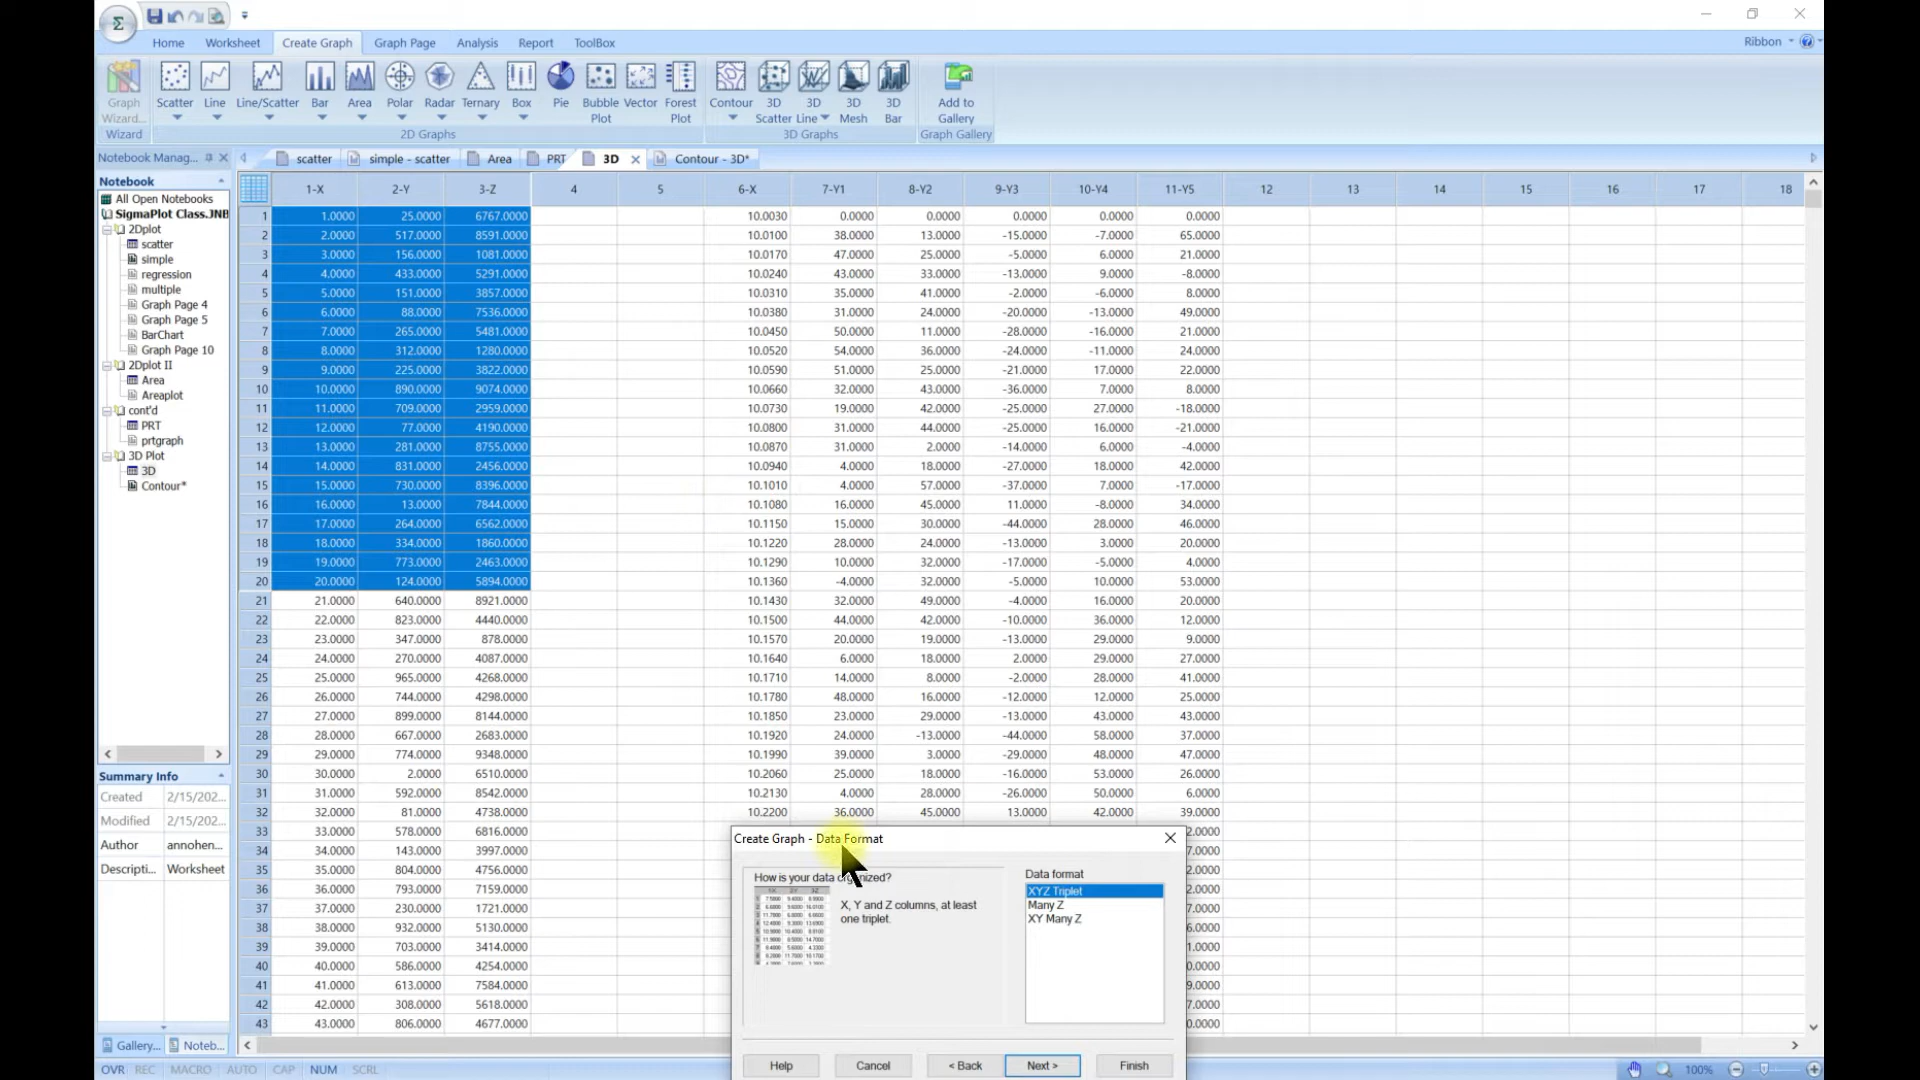 Ribbon
Home Worksheet Create Graph Graph Page Analysis Report ToolBox
Graph Wizard... Scatter Line Line/Scatter Bar Area Polar Radar Ternary Box Pie Bubble Plot Vector Forest Plot Contour 3D Scatter 3D Line 3D Mesh 3D Bar Add to Gallery
Wizard 2D Graphs 3D Graphs Graph Gallery
Notebook Manag... scatter simple - scatter Area PRT 3D Contour - 3D*
Notebook
All Open Notebooks
SigmaPlot Class.JNB
2Dplot
scatter
simple
regression
multiple
Graph Page 4
Graph Page 5
BarChart
Graph Page 10
2Dplot II
Area
Areaplot
cont'd
PRT
prtgraph
3D Plot
3D
Contour*
Summary Info
Created 2/15/202...
Modified 2/15/202...
Author annohen...
Descripti... Worksheet
Gallery... Noteb...
1-X 2-Y 3-Z 4 5 6-X 7-Y1 8-Y2 9-Y3 10-Y4 11-Y5 12 13 14 15 16 17 18
1 1.0000 25.0000 6767.0000 10.0030 0.0000 0.0000 0.0000 0.0000 0.0000
2 2.0000 517.0000 8591.0000 10.0100 38.0000 13.0000 -15.0000 -7.0000 65.0000
3 3.0000 156.0000 1081.0000 10.0170 47.0000 25.0000 -5.0000 6.0000 21.0000
4 4.0000 433.0000 5291.0000 10.0240 43.0000 33.0000 -13.0000 9.0000 -8.0000
5 5.0000 151.0000 3857.0000 10.0310 35.0000 41.0000 -2.0000 -6.0000 8.0000
6 6.0000 88.0000 7536.0000 10.0380 31.0000 24.0000 -20.0000 -13.0000 49.0000
7 7.0000 265.0000 5481.0000 10.0450 50.0000 11.0000 -28.0000 -16.0000 21.0000
8 8.0000 312.0000 1280.0000 10.0520 54.0000 36.0000 -24.0000 -11.0000 24.0000
9 9.0000 225.0000 3822.0000 10.0590 51.0000 25.0000 -21.0000 17.0000 22.0000
10 10.0000 890.0000 9074.0000 10.0660 32.0000 43.0000 -36.0000 7.0000 8.0000
11 11.0000 709.0000 2959.0000 10.0730 19.0000 42.0000 -25.0000 27.0000 -18.0000
12 12.0000 77.0000 4190.0000 10.0800 31.0000 44.0000 -25.0000 16.0000 -21.0000
13 13.0000 281.0000 8755.0000 10.0870 31.0000 2.0000 -14.0000 6.0000 -4.0000
14 14.0000 831.0000 2456.0000 10.0940 4.0000 18.0000 -27.0000 18.0000 42.0000
15 15.0000 730.0000 8396.0000 10.1010 4.0000 57.0000 -37.0000 7.0000 -17.0000
16 16.0000 13.0000 7844.0000 10.1080 16.0000 45.0000 11.0000 -8.0000 34.0000
17 17.0000 264.0000 6562.0000 10.1150 15.0000 30.0000 -44.0000 28.0000 46.0000
18 18.0000 334.0000 1860.0000 10.1220 28.0000 24.0000 -13.0000 3.0000 20.0000
19 19.0000 773.0000 2463.0000 10.1290 10.0000 32.0000 -17.0000 -5.0000 4.0000
20 20.0000 124.0000 5894.0000 10.1360 -4.0000 32.0000 -5.0000 10.0000 53.0000
21 21.0000 640.0000 8921.0000 10.1430 32.0000 49.0000 -4.0000 16.0000 20.0000
22 22.0000 823.0000 4440.0000 10.1500 44.0000 42.0000 -10.0000 36.0000 12.0000
23 23.0000 347.0000 878.0000 10.1570 20.0000 19.0000 -13.0000 29.0000 9.0000
24 24.0000 270.0000 4087.0000 10.1640 6.0000 18.0000 2.0000 29.0000 27.0000
25 25.0000 965.0000 4268.0000 10.1710 14.0000 8.0000 -2.0000 28.0000 41.0000
26 26.0000 744.0000 4298.0000 10.1780 48.0000 16.0000 -12.0000 12.0000 25.0000
27 27.0000 899.0000 8144.0000 10.1850 23.0000 29.0000 -13.0000 43.0000 43.0000
28 28.0000 667.0000 2683.0000 10.1920 24.0000 -13.0000 -44.0000 58.0000 37.0000
29 29.0000 774.0000 9348.0000 10.1990 39.0000 3.0000 -29.0000 48.0000 47.0000
30 30.0000 2.0000 6510.0000 10.2060 25.0000 18.0000 -16.0000 53.0000 26.0000
31 31.0000 592.0000 8542.0000 10.2130 4.0000 28.0000 -26.0000 50.0000 6.0000
32 32.0000 81.0000 4738.0000 10.2200 36.0000 45.0000 13.0000 42.0000 39.0000
33 33.0000 578.0000 6816.0000 2.0000
34 34.0000 143.0000 3997.0000 0.0000
35 35.0000 804.0000 4756.0000 7.0000
36 36.0000 793.0000 7159.0000 0.0000
37 37.0000 230.0000 1721.0000 7.0000
38 38.0000 932.0000 5130.0000 6.0000
39 39.0000 703.0000 3414.0000 1.0000
40 40.0000 586.0000 4254.0000 0.0000
41 41.0000 613.0000 7584.0000 9.0000
42 42.0000 308.0000 5618.0000 7.0000
43 43.0000 806.0000 4677.0000 0.0000
Create Graph - Data Format
How is your data organized?
X, Y and Z columns, at least
one triplet.
Data format
XYZ Triplet
Many Z
XY Many Z
Help Cancel < Back Next > Finish
OVR REC MACRO AUTO CAP NUM SCRL 100%